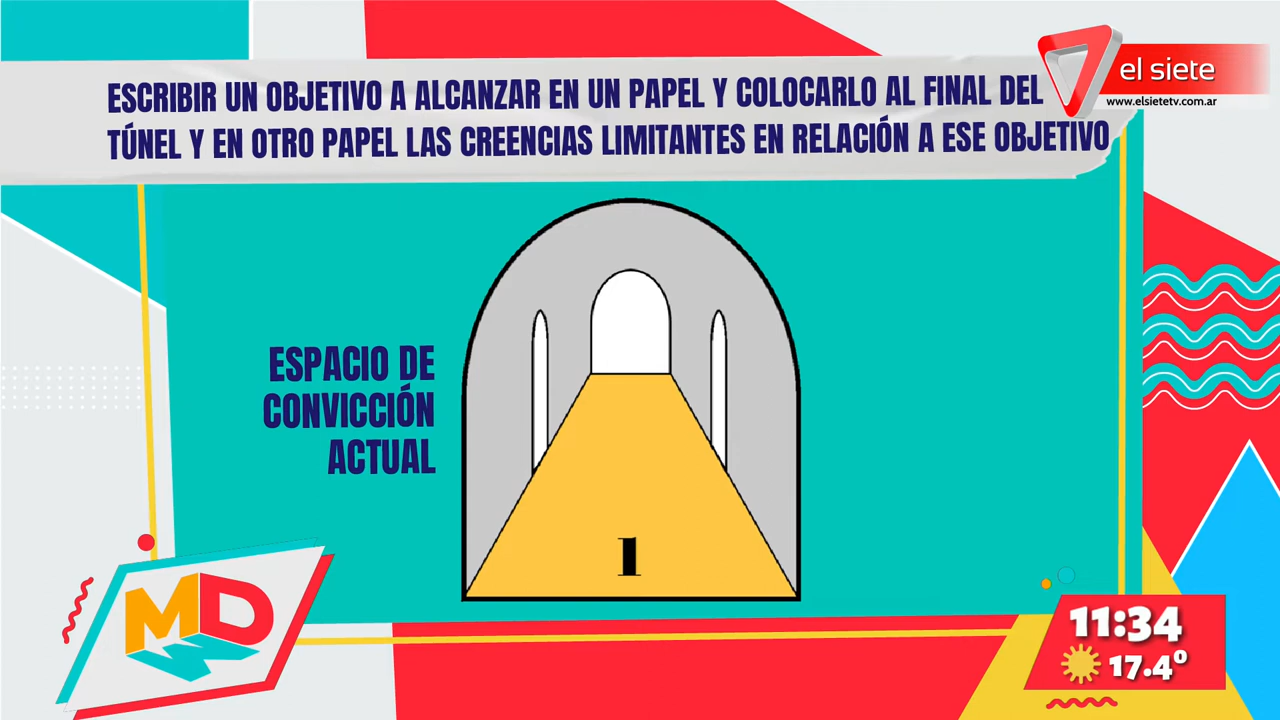 ESCRIBIR UN OBJETIVO A ALCANZAR EN UN PAPEL Y COLOCARLO AL FINAL DEL
TÚNEL Y EN OTRO PAPEL LAS CREENCIAS LIMITANTES EN RELACIÓN A ESE OBJETIVO
el siete
www.elsietetv.com.ar
ESPACIO DE
CONVICCIÓN
ACTUAL
1
MD
11:34
17.4°